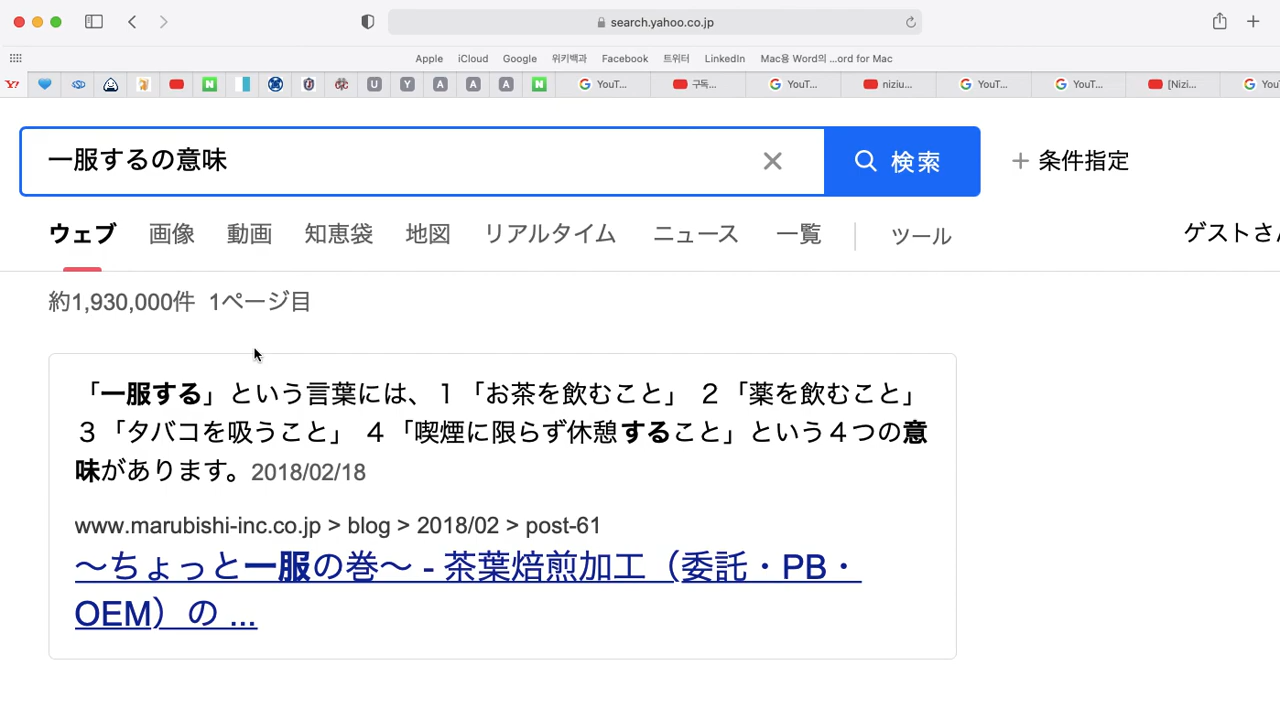 search.yahoo.co.jp
Apple iCloud Google 위키백과 Facebook 트위터 LinkedIn Mac용 Word의 ...ord for Mac
YouT... 구독... YouT... niziu... YouT... YouT... [Nizi... You
一服するの意味
検索
+ 条件指定
ウェブ 画像 動画 知恵袋 地図 リアルタイム ニュース 一覧 ツール ゲストさん
約1,930,000件 1ページ目
「一服する」という言葉には、１「お茶を飲むこと」 ２「薬を飲むこと」
３「タバコを吸うこと」 ４「喫煙に限らず休憩すること」という４つの意
味があります。2018/02/18
www.marubishi-inc.co.jp > blog > 2018/02 > post-61
～ちょっと一服の巻～ - 茶葉焙煎加工（委託・PB・
OEM）の ...